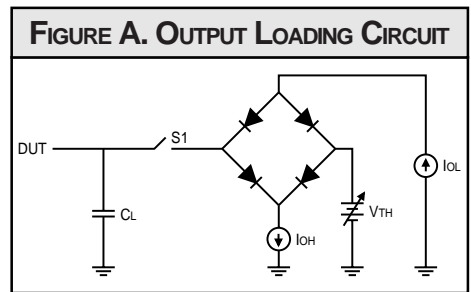 FIGURE A. OUTPUT LOADING CIRCUIT
DUT
S1
CL
IOH
VTH
IOL